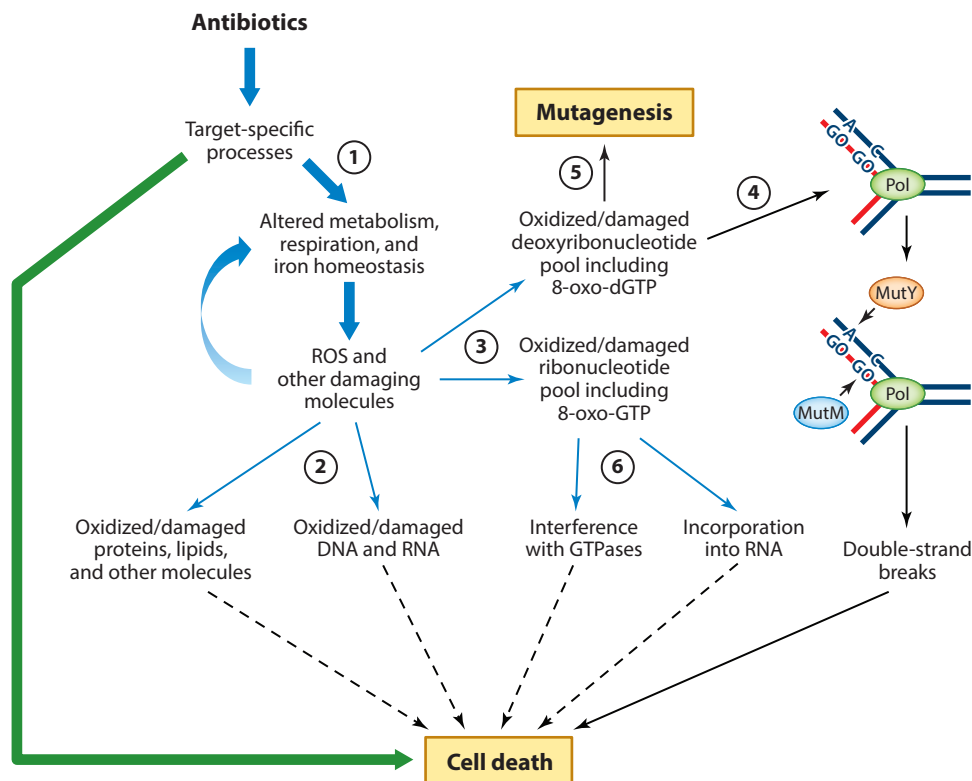 Antibiotics
Target-specific
processes
1
Altered metabolism,
respiration, and
iron homeostasis
ROS and
other damaging
molecules
2
Oxidized/damaged
proteins, lipids,
and other molecules
Oxidized/damaged
DNA and RNA
3
Mutagenesis
5
Oxidized/damaged
deoxyribonucleotide
pool including
8-oxo-dGTP
4
Oxidized/damaged
ribonucleotide
pool including
8-oxo-GTP
6
Interference
with GTPases
Incorporation
into RNA
A C
GO GO
Pol
MutY
A C
GO GO
Pol
MutM
Double-strand
breaks
Cell death